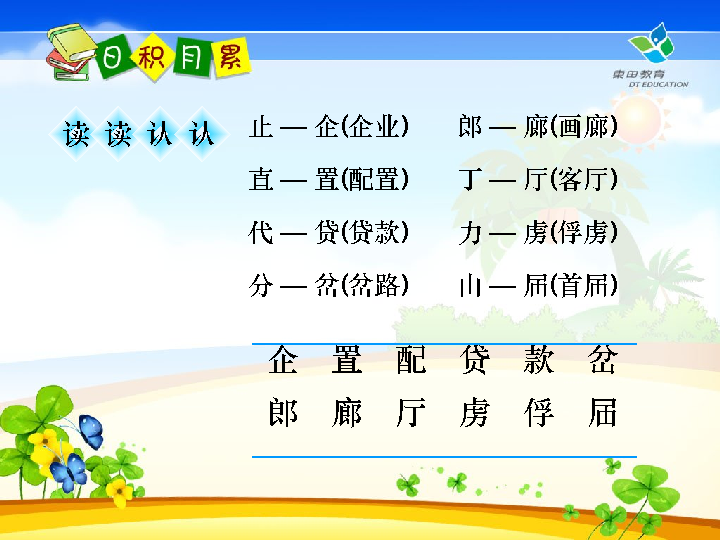 日积月累
東田教育
DT EDUCATION
读读认认
止 — 企(企业) 郎 — 廊(画廊)
直 — 置(配置) 丁 — 厅(客厅)
代 — 贷(贷款) 力 — 虏(俘虏)
分 — 岔(岔路) 山 — 届(首届)
企 置 配 贷 款 岔
郎 廊 厅 虏 俘 届